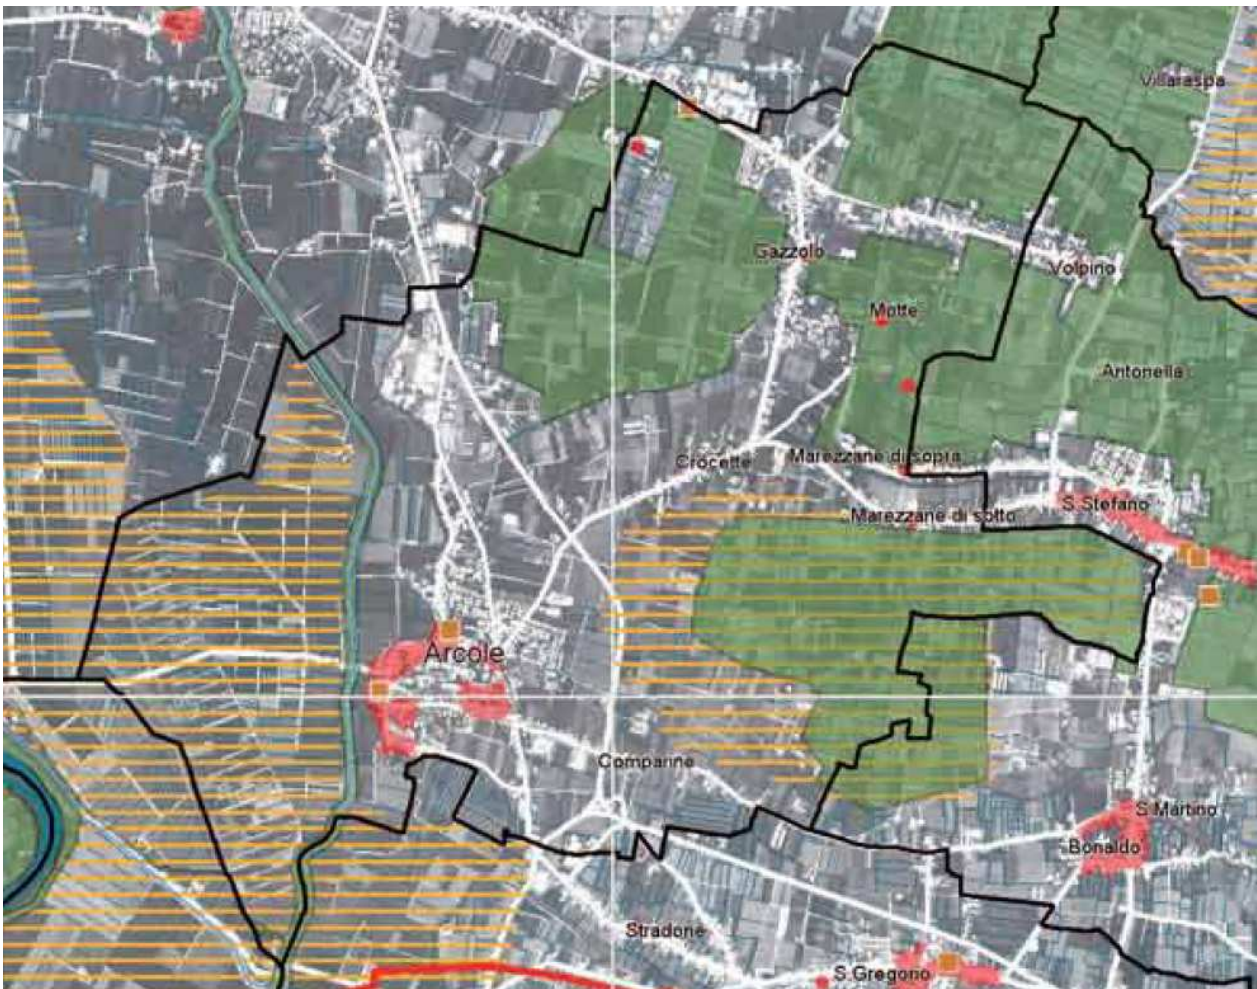 Villaraspa
Gazzolo
Volpino
Motte
Antonella
Crocette
Marezzane di sopra
S.Stefano
Marezzane di sotto
Arcole
Comparine
S.Martino
Bonaldo
Stradone
S.Gregorio